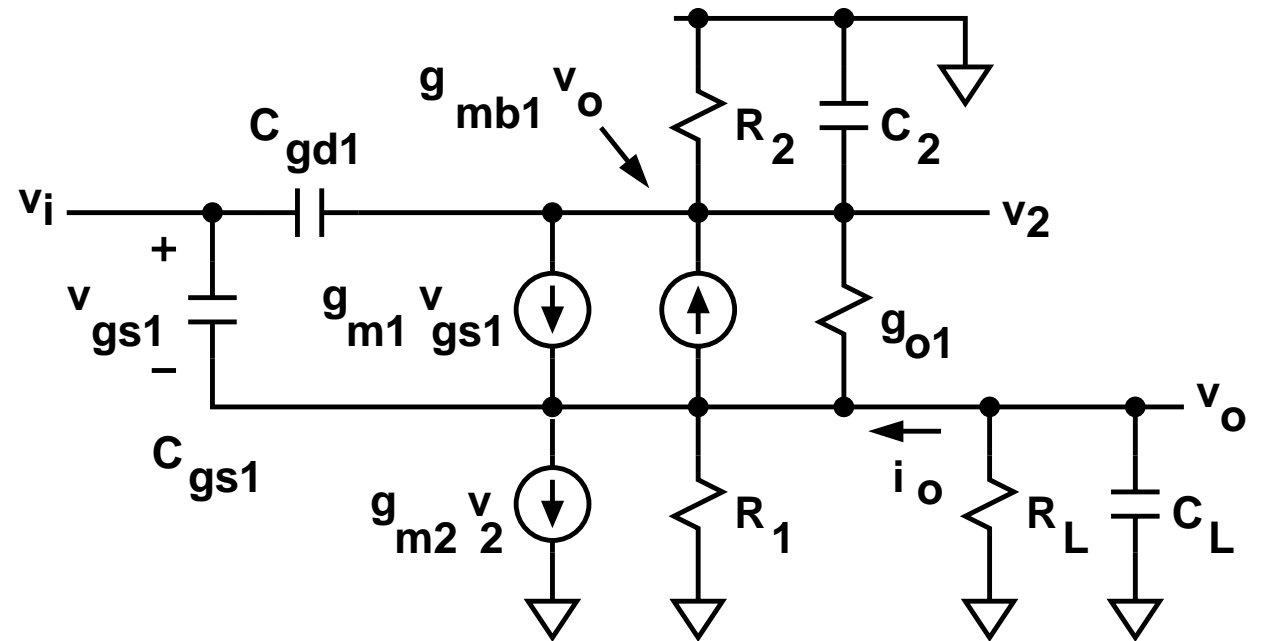 g mb1 v o
C gd1
R 2
C 2
v i
v 2
+
v gs1
−
g m1 v gs1
g o1
v o
C gs1
i o
g m2 v 2
R 1
R L
C L